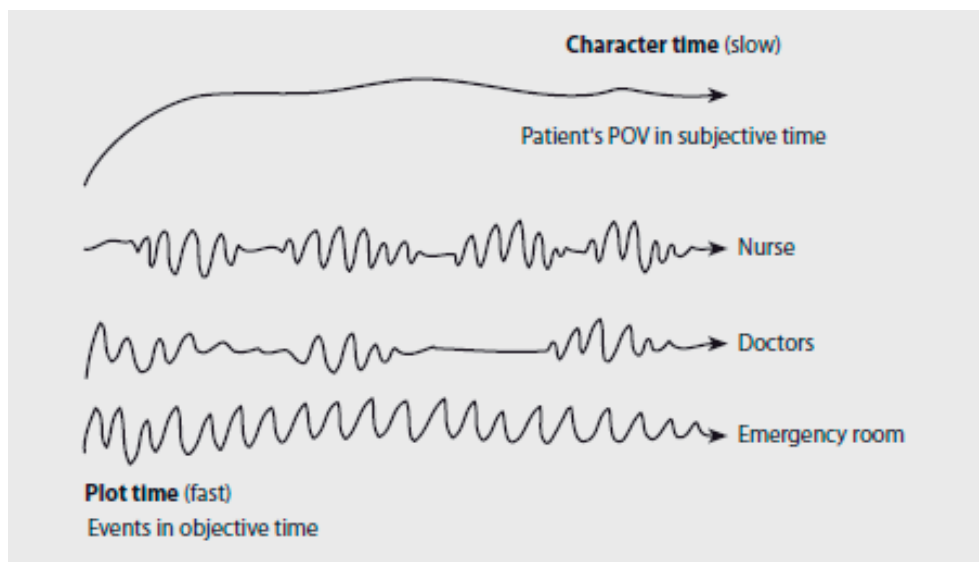 Character time (slow)
Patient's POV in subjective time
Nurse
Doctors
Emergency room
Plot time (fast)
Events in objective time